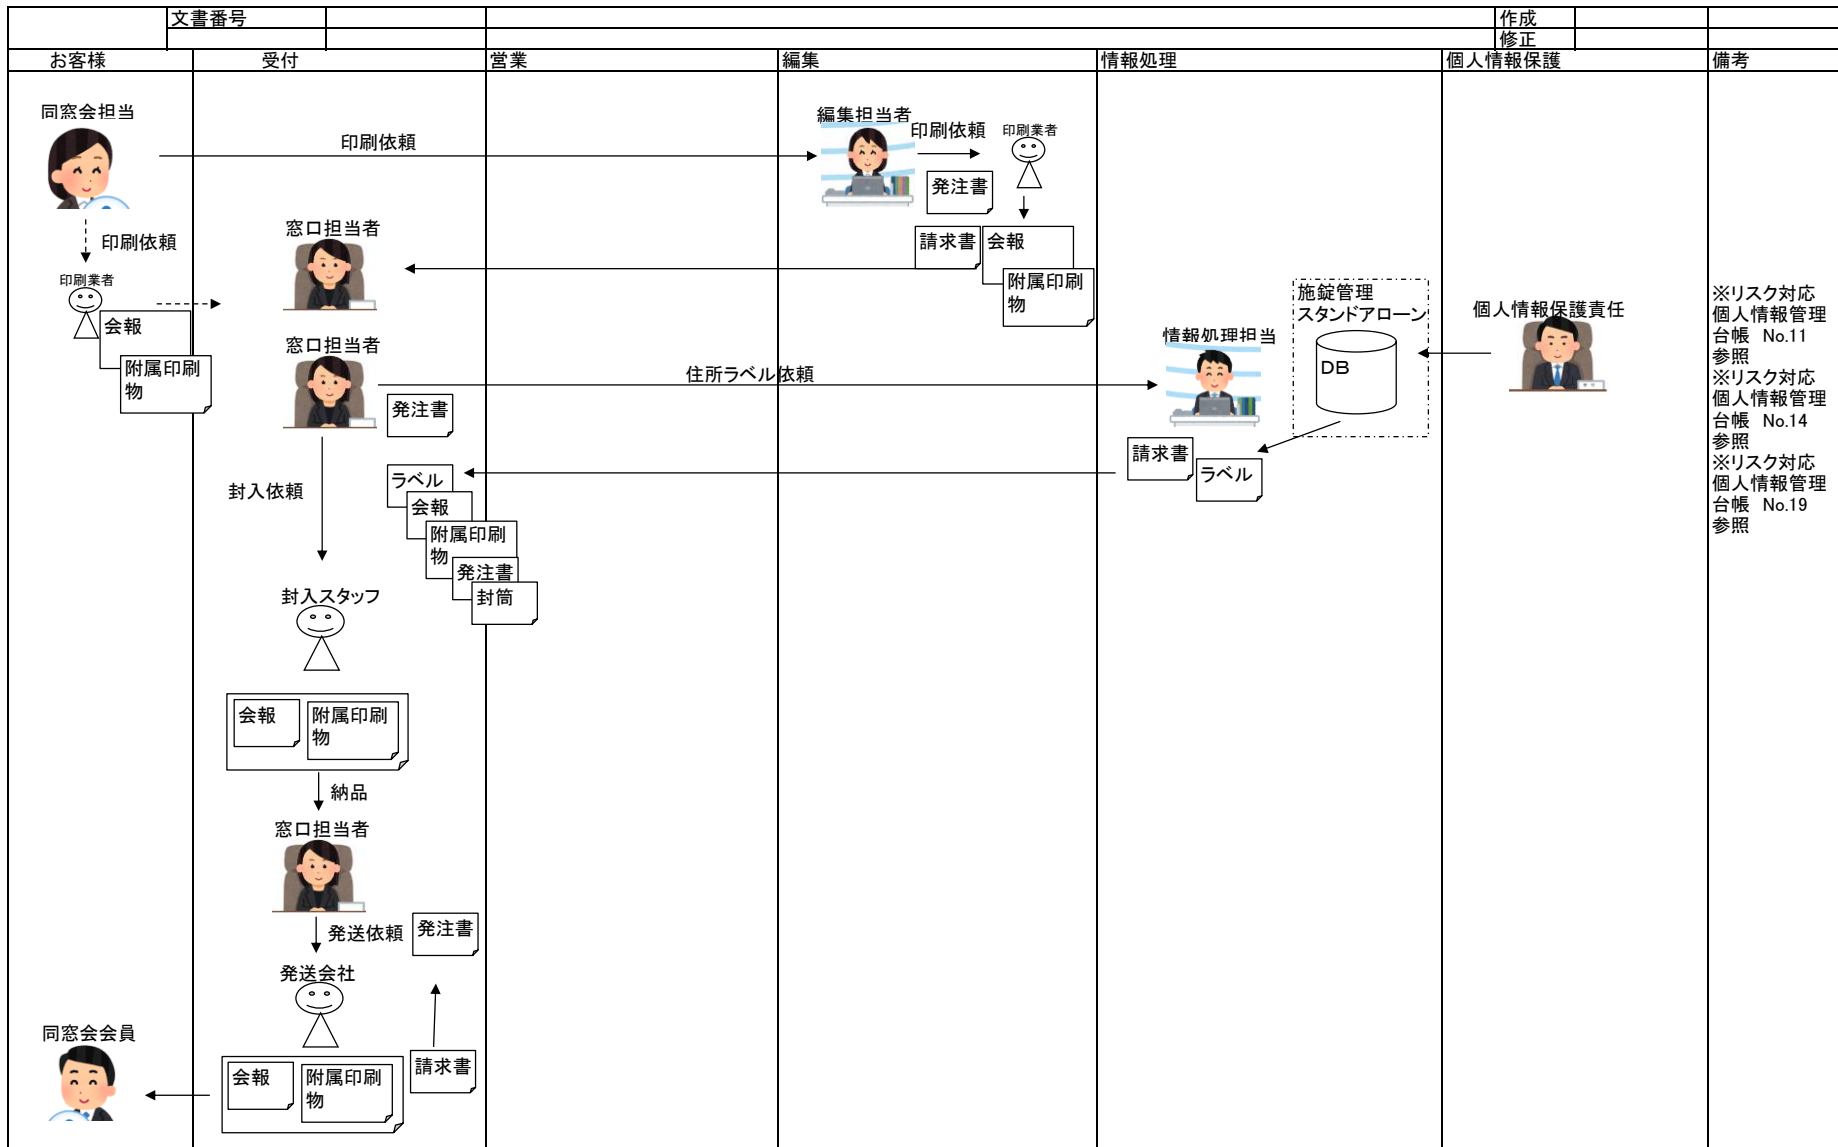 文書番号
作成
修正
お客様
受付
営業
編集
情報処理
個人情報保護
備考
同窓会担当
印刷依頼
編集担当者
印刷依頼
印刷業者
発注書
印刷依頼
窓口担当者
請求書
会報
附属印刷
物
印刷業者
会報
附属印刷
物
窓口担当者
発注書
住所ラベル依頼
情報処理担当
施錠管理
スタンドアローン
DB
個人情報保護責任
※リスク対応
個人情報管理
台帳 No.11
参照
※リスク対応
個人情報管理
台帳 No.14
参照
※リスク対応
個人情報管理
台帳 No.19
参照
請求書
ラベル
封入依頼
ラベル
会報
附属印刷
物
発注書
封筒
封入スタッフ
会報
附属印刷
物
納品
窓口担当者
発送依頼
発注書
発送会社
請求書
同窓会会員
会報
附属印刷
物